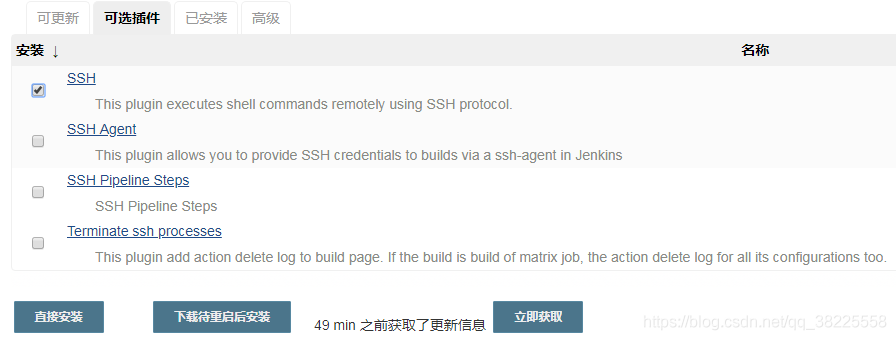 可更新 可选插件 已安装 高级
安装 ↓ 名称
SSH
This plugin executes shell commands remotely using SSH protocol.
SSH Agent
This plugin allows you to provide SSH credentials to builds via a ssh-agent in Jenkins
SSH Pipeline Steps
SSH Pipeline Steps
Terminate ssh processes
This plugin add action delete log to build page. If the build is build of matrix job, the action delete log for all its configurations too.
直接安装 下载待重启后安装 49 min 之前获取了更新信息 立即获取
https://blog.csdn.net/qq_38225558